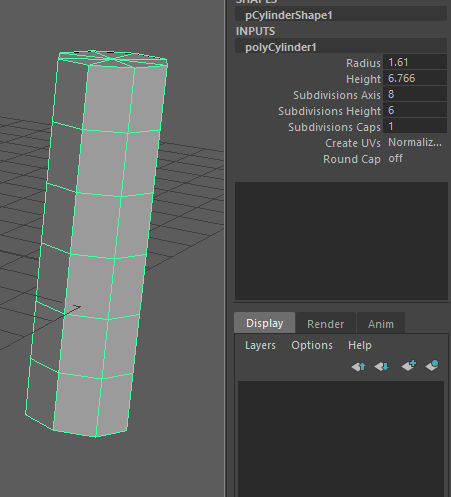 SHAPES
pCylinderShape1
INPUTS
polyCylinder1
Radius 1.61
Height 6.766
Subdivisions Axis 8
Subdivisions Height 6
Subdivisions Caps 1
Create UVs Normaliz...
Round Cap off
Display Render Anim
Layers Options Help